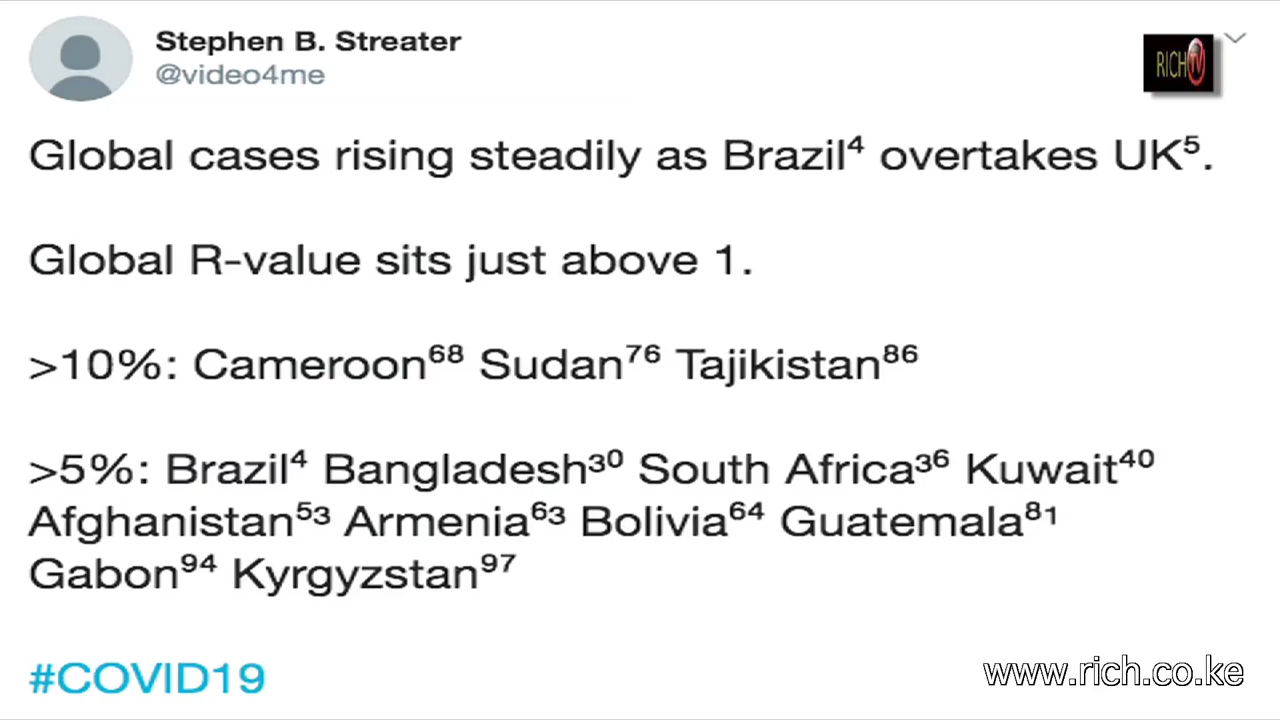 Stephen B. Streater
@video4me
RICH TV
Global cases rising steadily as Brazil⁴ overtakes UK⁵.
Global R-value sits just above 1.
>10%: Cameroon⁶⁸ Sudan⁷⁶ Tajikistan⁸⁶
>5%: Brazil⁴ Bangladesh³⁰ South Africa³⁶ Kuwait⁴⁰
Afghanistan⁵³ Armenia⁶³ Bolivia⁶⁴ Guatemala⁸¹
Gabon⁹⁴ Kyrgyzstan⁹⁷
#COVID19
www.rich.co.ke